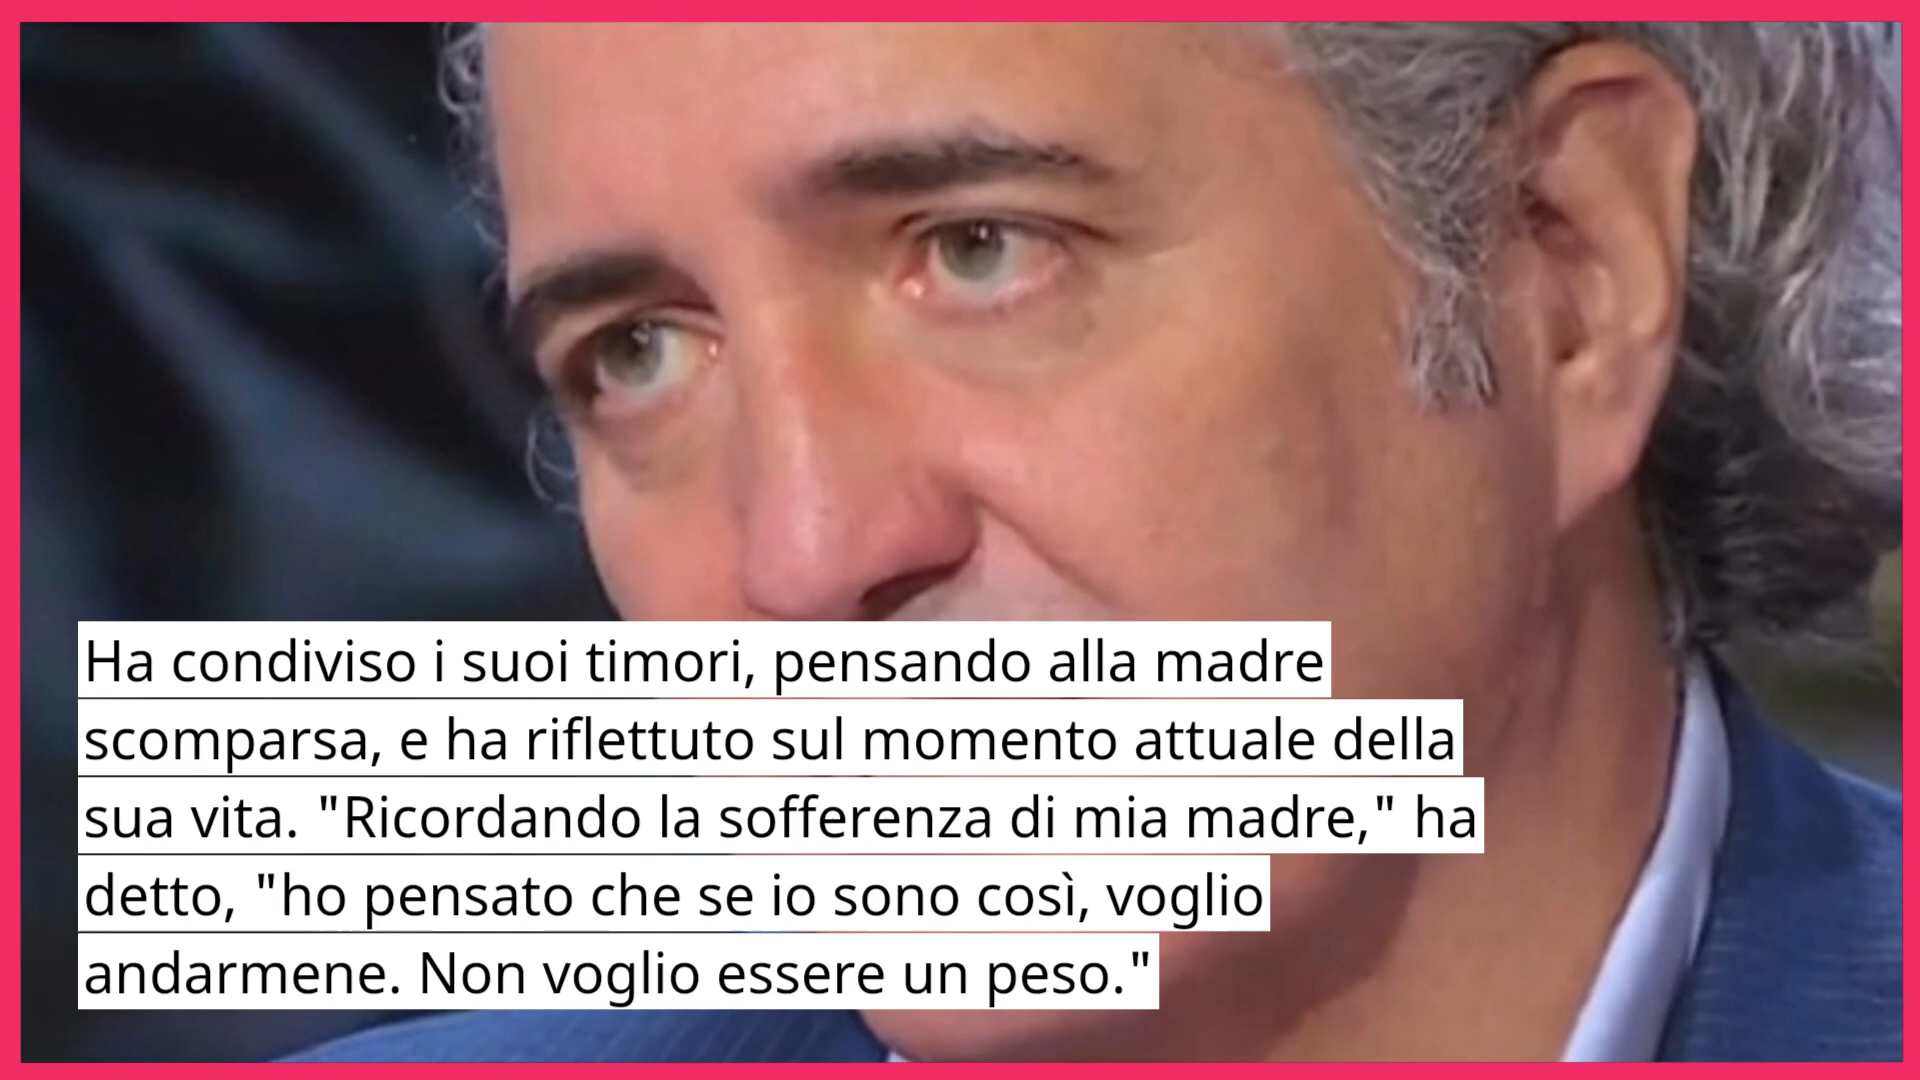 Ha condiviso i suoi timori, pensando alla madre
scomparsa, e ha riflettuto sul momento attuale della
sua vita. "Ricordando la sofferenza di mia madre," ha
detto, "ho pensato che se io sono così, voglio
andarmene. Non voglio essere un peso."